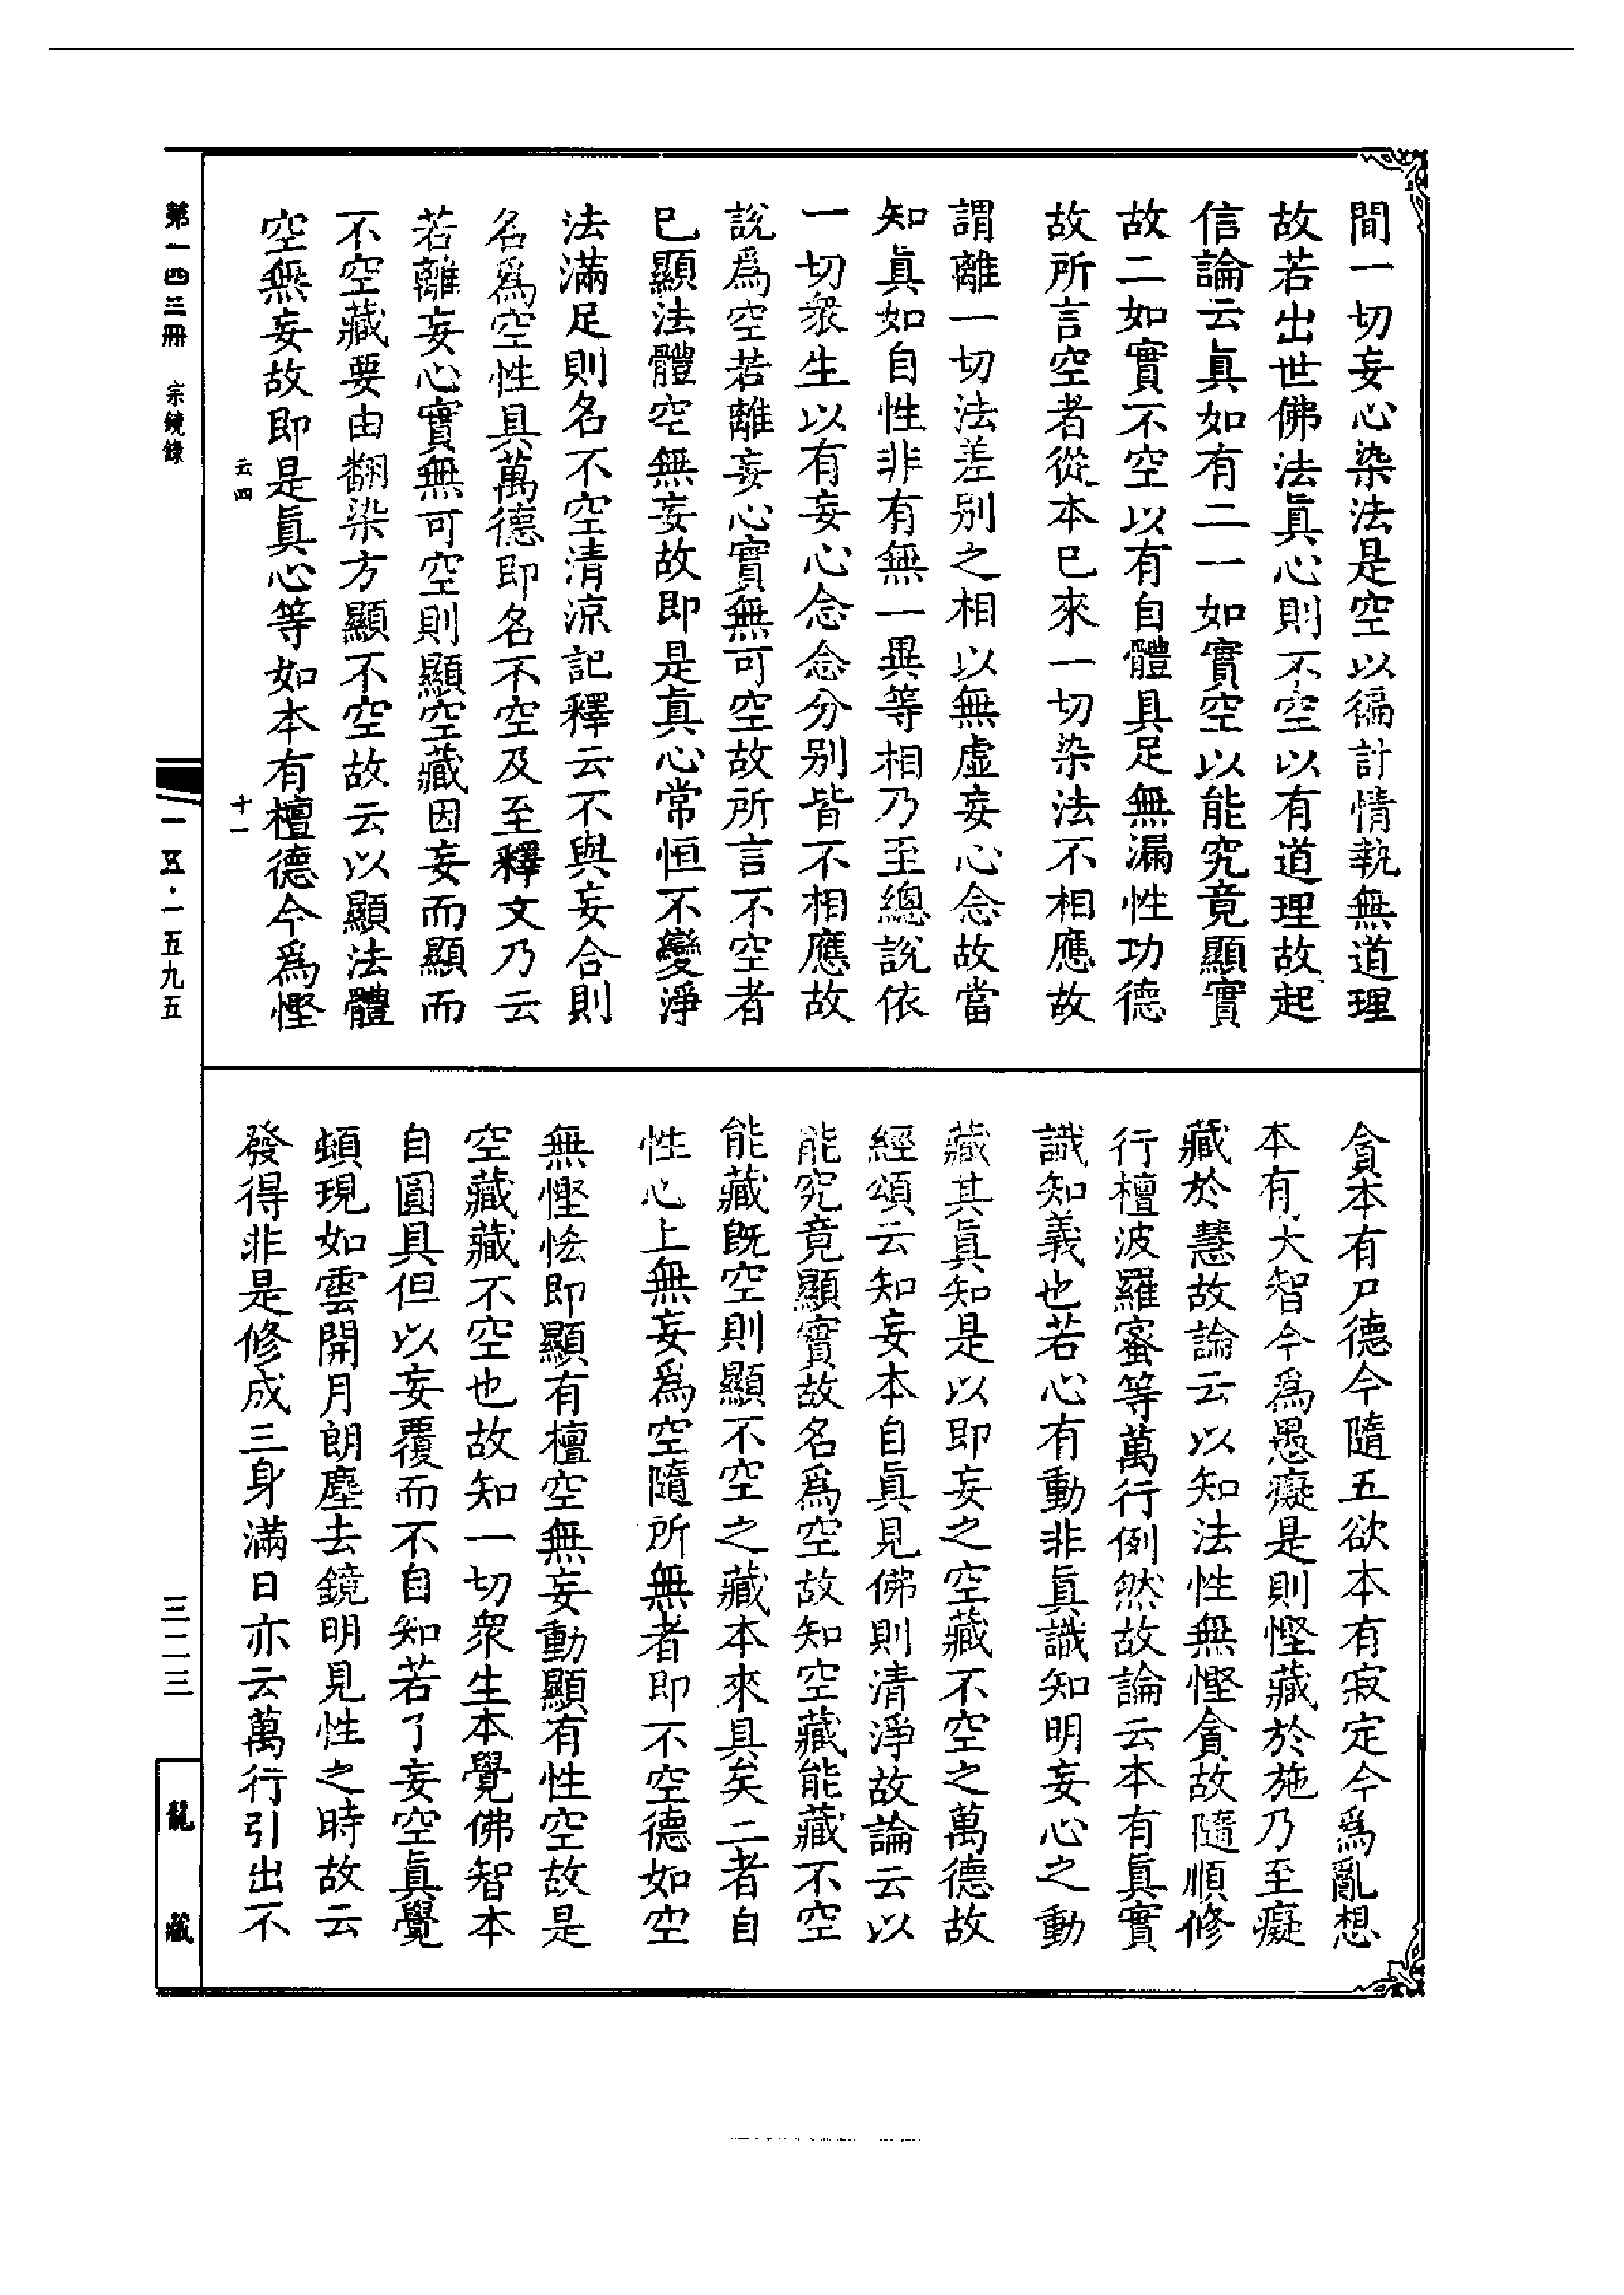 間一切妄心染法是空以徧計情執無道理
故若出世佛法眞心則不空以有道理故起
信論云眞如有二一如實空以能究竟顯實
故二如實不空以有自體具足無漏性功德
故所言空者從本已來一切染法不相應故
謂離一切法差别之相以無虛妄心念故當
知眞如自性非有無一異等相乃至總說依
一切衆生以有妄心念念分别皆不相應故
說爲空若離妄心實無可空故所言不空者
已顯法體空無妄故即是眞心常恒不變淨
法滿足則名不空清涼記釋云不與妄合則
名爲空性具萬德即名不空及至釋文乃云
若離妄心實無可空則顯空藏因妄而顯而
不空藏要由翻染方顯不空故云以顯法體
空無妄故即是眞心等如本有檀德今爲慳
云四 十一
貪本有尸德今隨五欲本有寂定今爲亂想
本有大智今爲愚癡是則慳藏於施乃至癡
藏於慧故論云以知法性無慳貪故隨順修
行檀波羅蜜等萬行例然故論云本有眞實
識知義也若心有動非眞識知明妄心之動
藏其眞知是以即妄之空藏不空之萬德故
經頌云知妄本自眞見佛則清淨故論云以
能究竟顯實故名爲空故知空藏能藏不空
能藏旣空則顯不空之藏本來具矣二者自
性心上無妄爲空隨所無者即不空德如空
無慳悋即顯有檀空無妄動顯有性空故是
空藏藏不空也故知一切衆生本覺佛智本
自圓具但以妄覆而不自知若了妄空眞覺
頓現如雲開月朗塵去鏡明見性之時故云
發得非是修成三身滿日亦云萬行引出不
第一四三冊 宗鏡錄
一一五·一五九五
三二三
龍藏